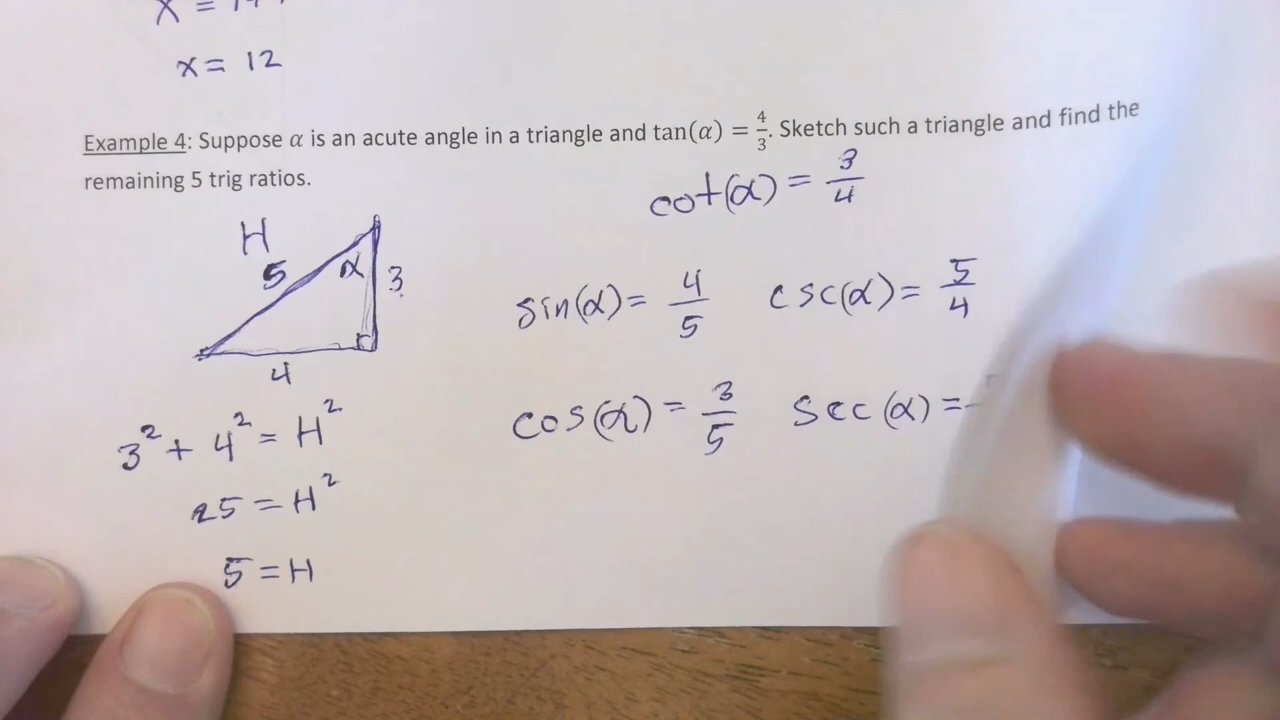 x = 1
x = 12
Example 4: Suppose α is an acute angle in a triangle and tan(α) = 4/3. Sketch such a triangle and find the
remaining 5 trig ratios.
cot(α) = 3/4
H
5
α
3
4
sin(α) = 4/5 csc(α) = 5/4
cos(α) = 3/5 sec(α) =
3² + 4² = H²
25 = H²
5 = H